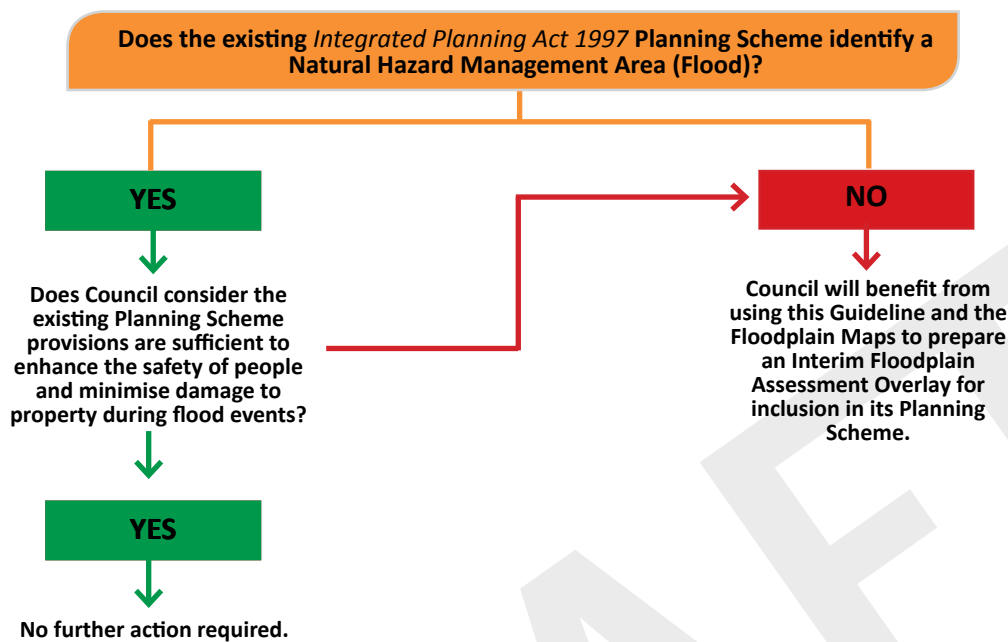 Does the existing Integrated Planning Act 1997 Planning Scheme identify a
Natural Hazard Management Area (Flood)?
YES
NO
Does Council consider the
existing Planning Scheme
provisions are sufficient to
enhance the safety of people
and minimise damage to
property during flood events?
Council will benefit from
using this Guideline and the
Floodplain Maps to prepare
an Interim Floodplain
Assessment Overlay for
inclusion in its Planning
Scheme.
YES
No further action required.